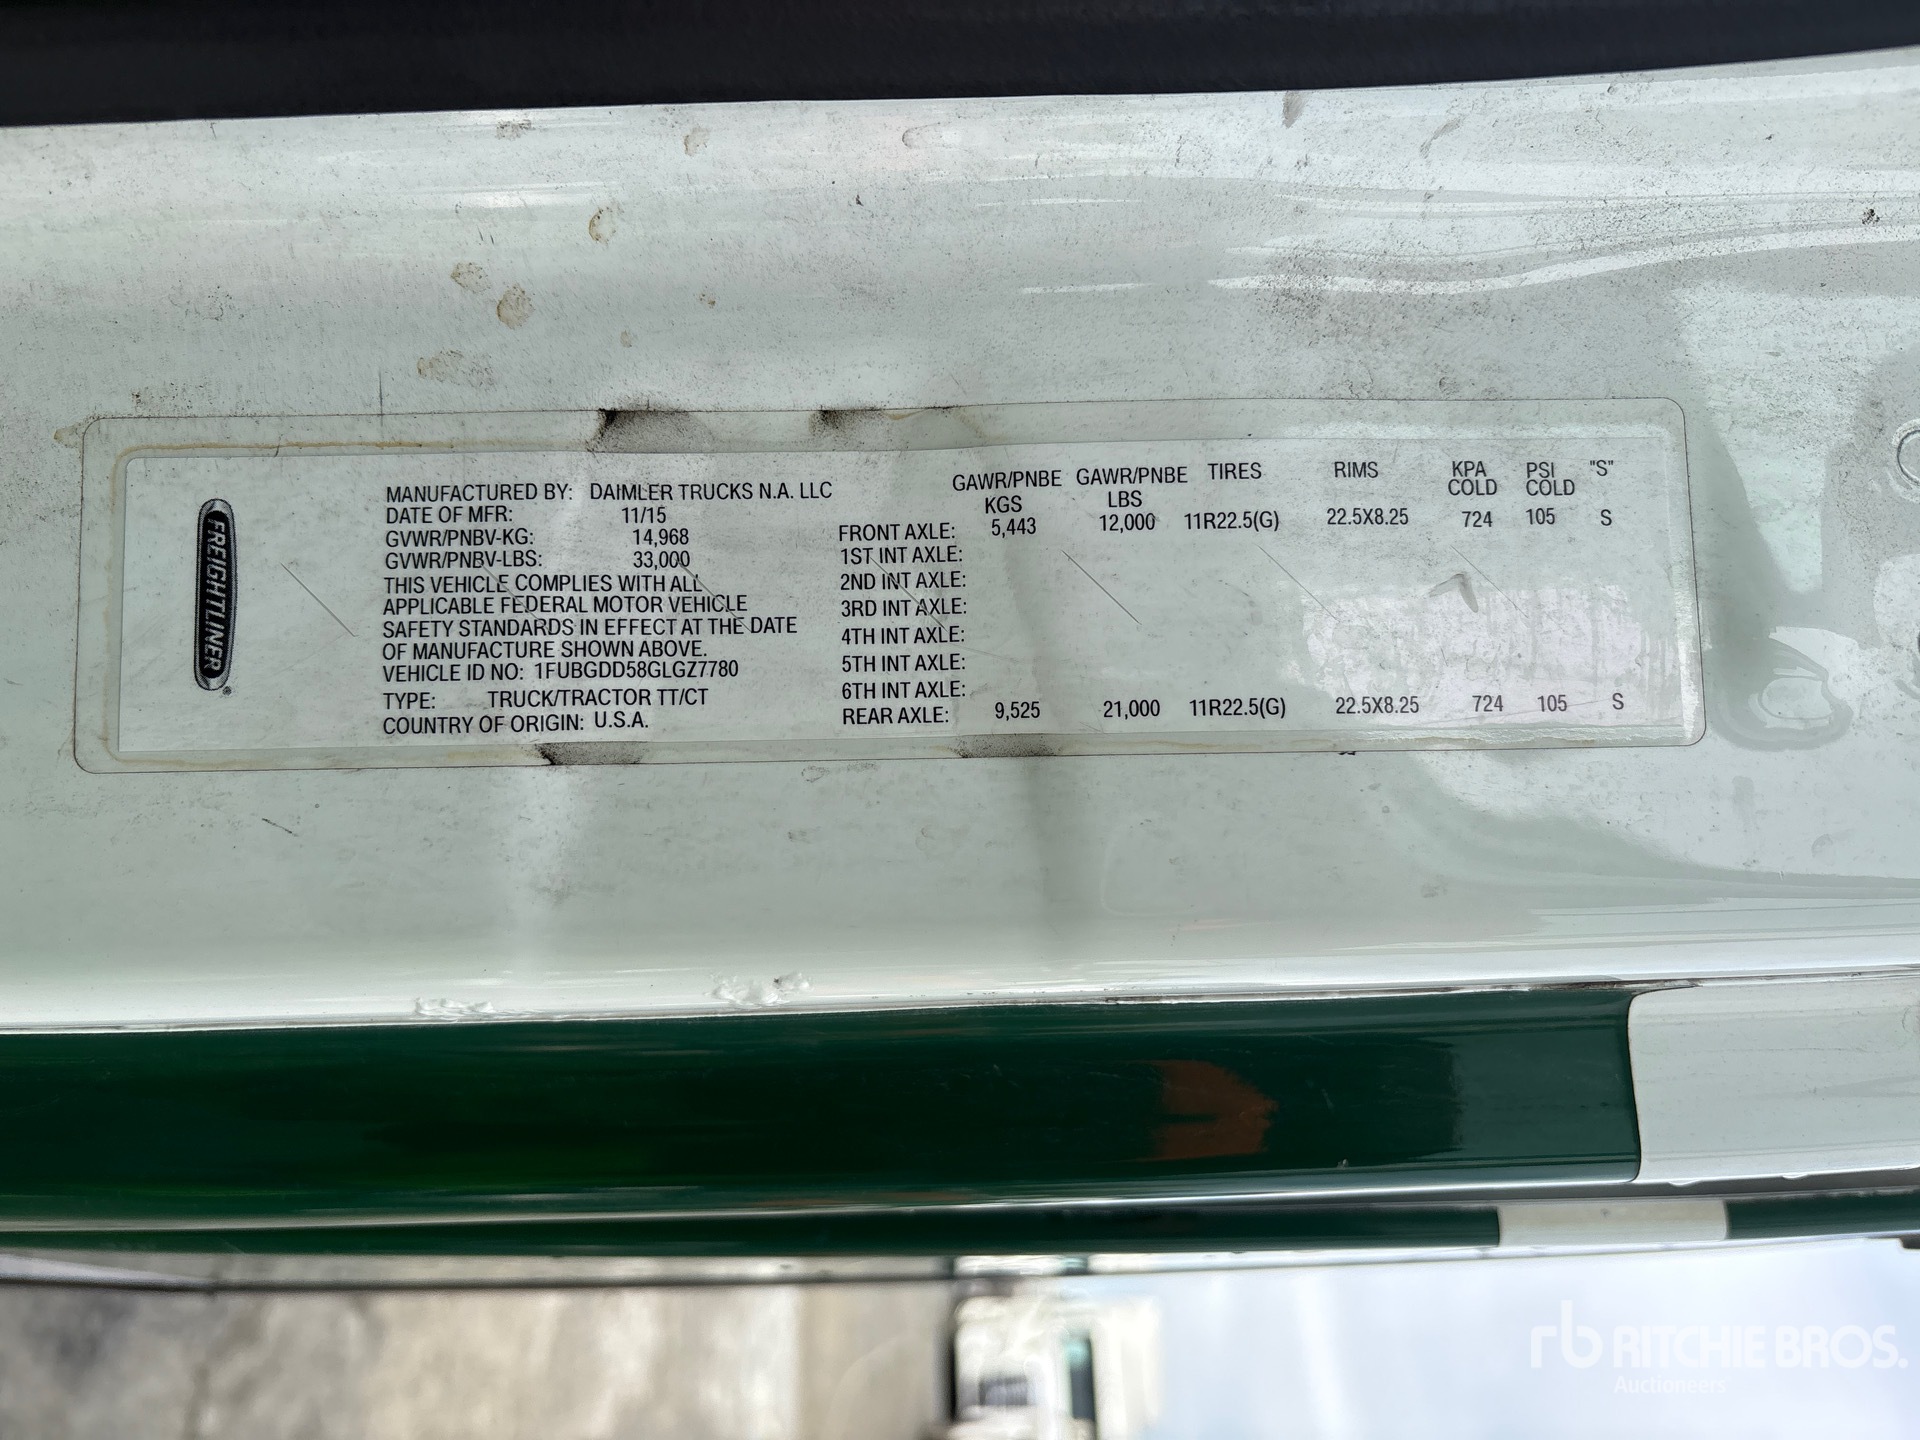 FREIGHTLINER®
MANUFACTURED BY: DAIMLER TRUCKS N.A. LLC
DATE OF MFR: 11/15
GVWR/PNBV-KG: 14,968
GVWR/PNBV-LBS: 33,000
THIS VEHICLE COMPLIES WITH ALL
APPLICABLE FEDERAL MOTOR VEHICLE
SAFETY STANDARDS IN EFFECT AT THE DATE
OF MANUFACTURE SHOWN ABOVE.
VEHICLE ID NO: 1FUBGDD58GLGZ7780
TYPE: TRUCK/TRACTOR TT/CT
COUNTRY OF ORIGIN: U.S.A.
GAWR/PNBE GAWR/PNBE TIRES RIMS KPA PSI "S"
KGS LBS COLD COLD
FRONT AXLE: 5,443 12,000 11R22.5(G) 22.5X8.25 724 105 S
1ST INT AXLE:
2ND INT AXLE:
3RD INT AXLE:
4TH INT AXLE:
5TH INT AXLE:
6TH INT AXLE:
REAR AXLE: 9,525 21,000 11R22.5(G) 22.5X8.25 724 105 S
rb RITCHIE BROS.
Auctioneers